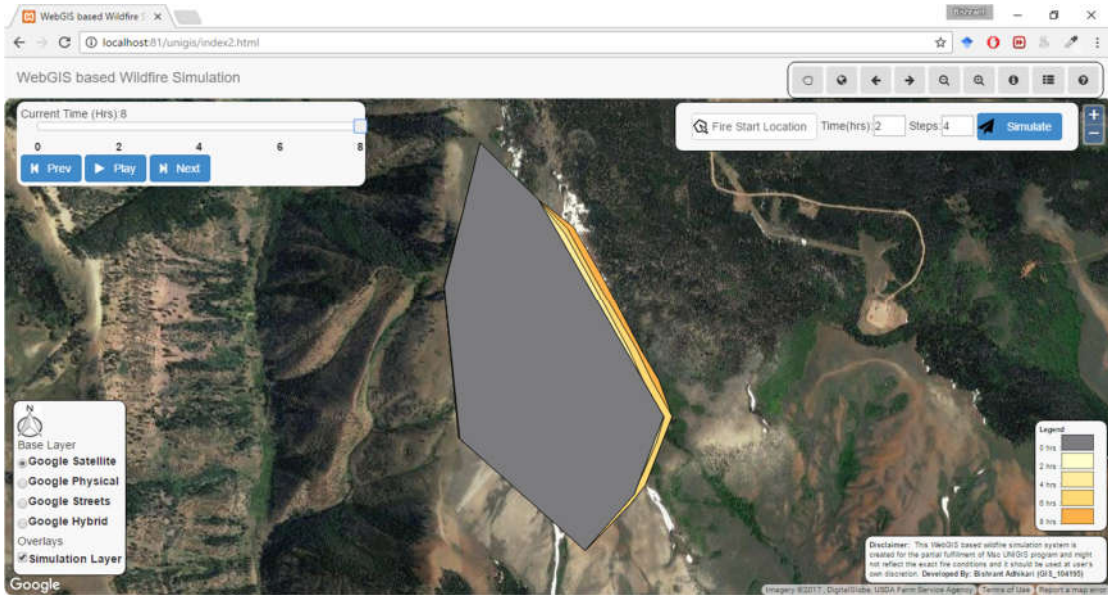 WebGIS based Wildfire S
localhost:81/unigis/index2.html
WebGIS based Wildfire Simulation
Current Time (Hrs):8
0 2 4 6 8
Prev Play Next
Fire Start Location Time(hrs): 2 Steps: 4 Simulate
+
−
N
Base Layer
Google Satellite
Google Physical
Google Streets
Google Hybrid
Overlays
Simulation Layer
Legend
0 hrs
2 hrs
4 hrs
6 hrs
8 hrs
Disclaimer: This WebGIS based wildfire simulation system is
created for the partial fulfillment of Msc UNIGIS program and might
not reflect the exact fire conditions and it should be used at user's
own discretion. Developed By: Bishrant Adhikari (GIS_104195)
Google
Imagery ©2017 , DigitalGlobe, USDA Farm Service Agency Terms of Use Report a map error